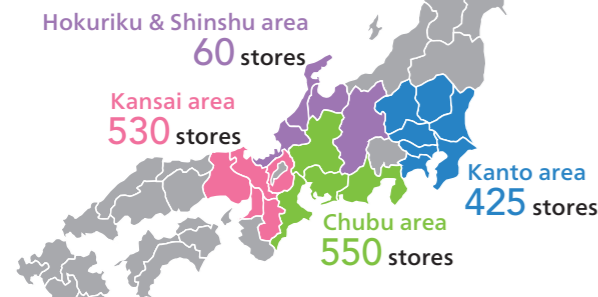 Hokuriku & Shinshu area
60 stores
Kansai area
530 stores
Kanto area
425 stores
Chubu area
550 stores